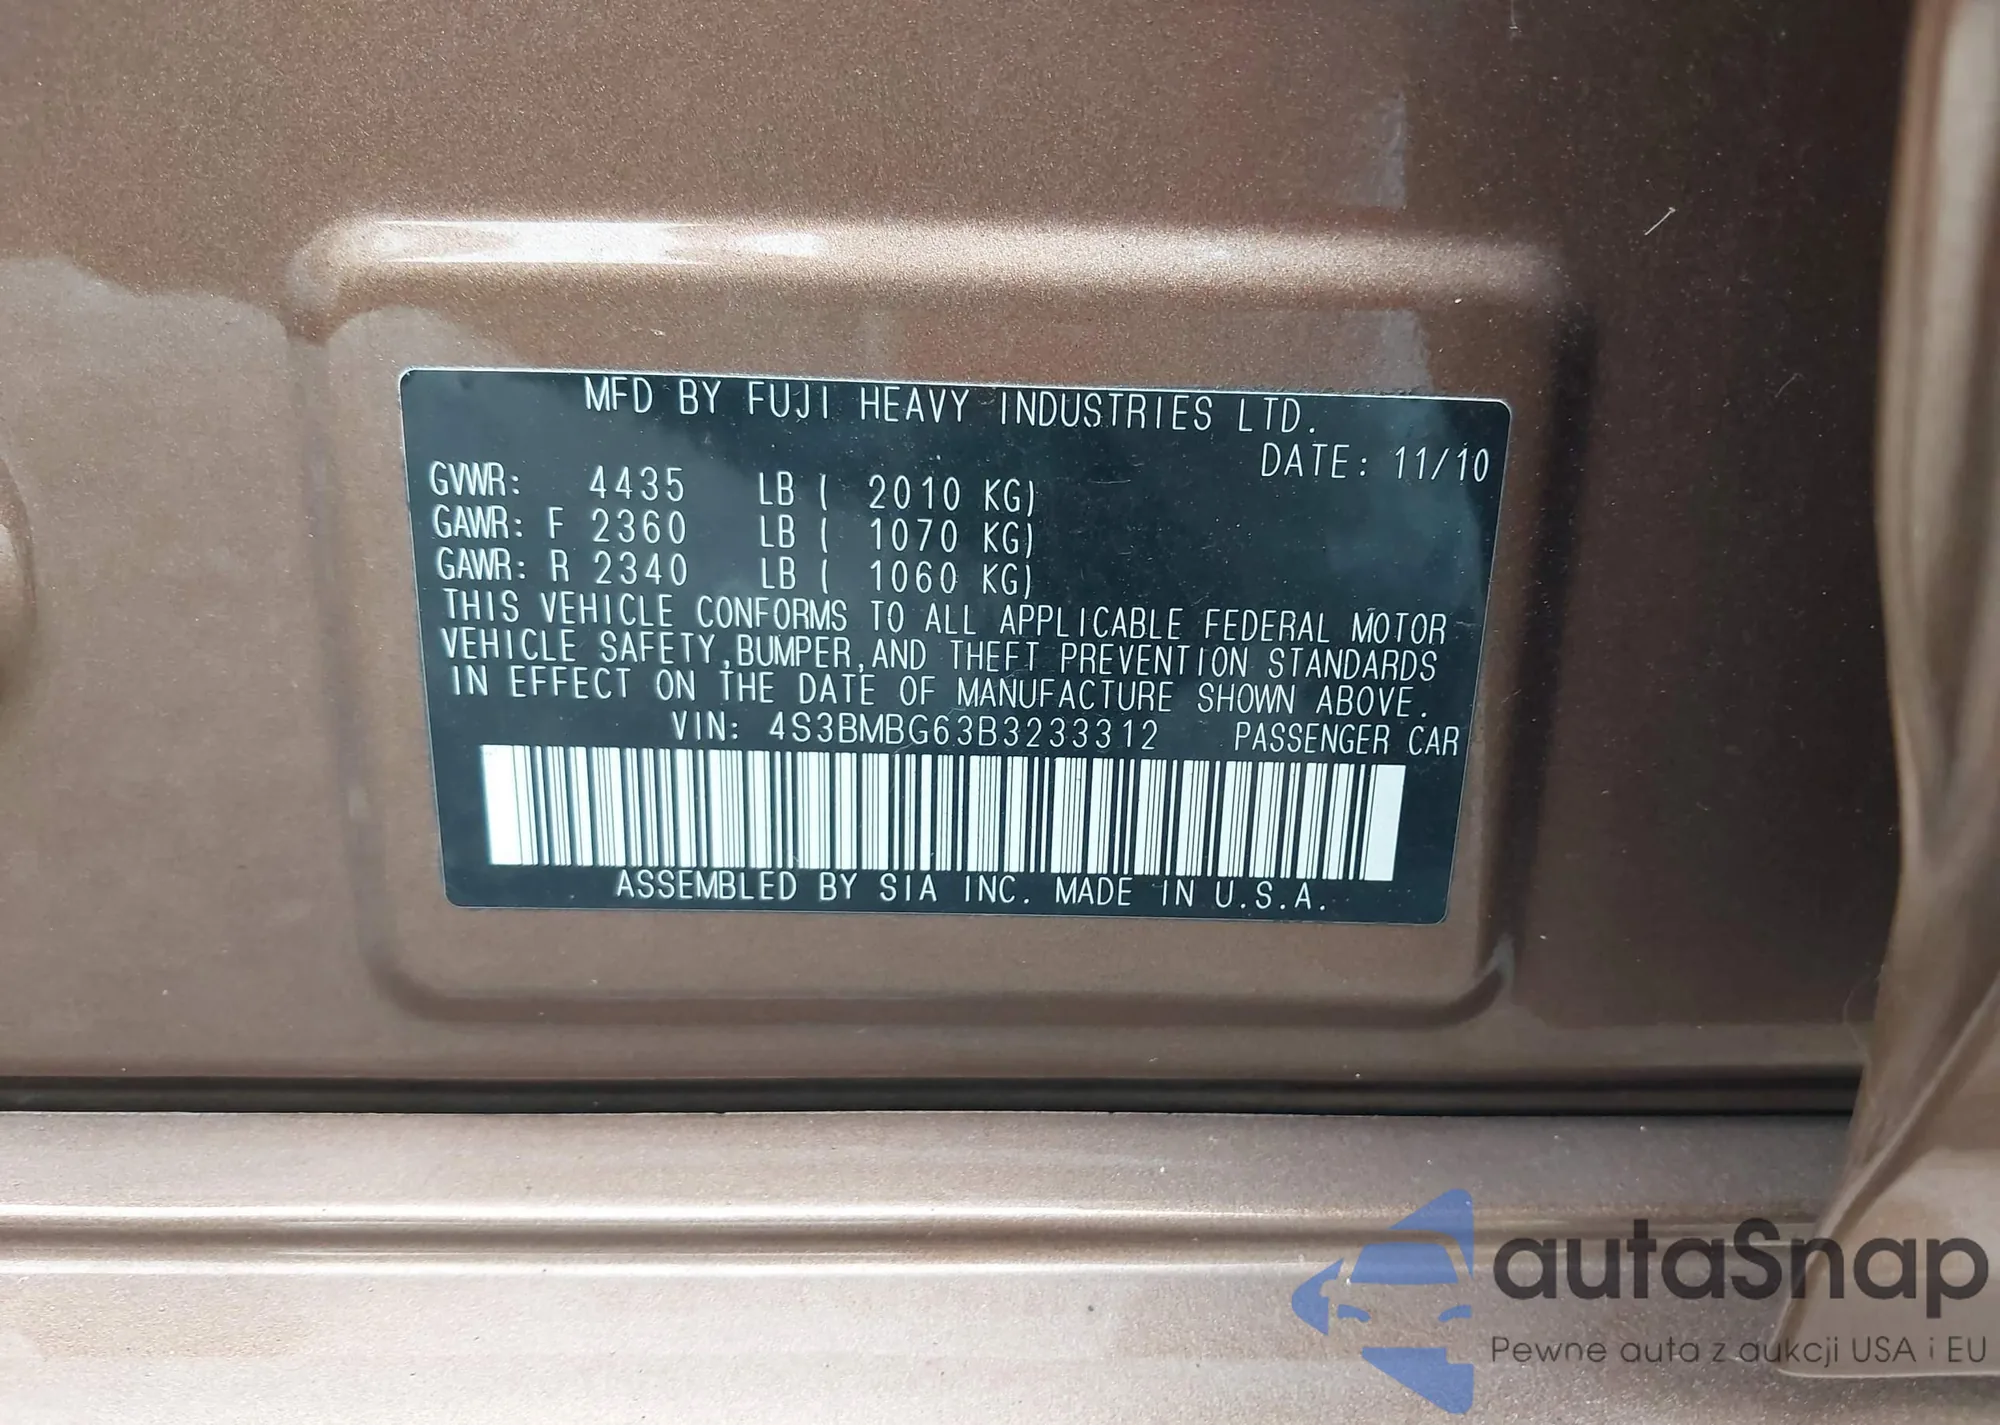 MFD BY FUJI HEAVY INDUSTRIES LTD.
DATE: 11/10
GVWR: 4435 LB ( 2010 KG)
GAWR: F 2360 LB ( 1070 KG)
GAWR: R 2340 LB ( 1060 KG)
THIS VEHICLE CONFORMS TO ALL APPLICABLE FEDERAL MOTOR
VEHICLE SAFETY,BUMPER,AND THEFT PREVENTION STANDARDS
IN EFFECT ON THE DATE OF MANUFACTURE SHOWN ABOVE.
VIN: 4S3BMBG63B3233312 PASSENGER CAR
ASSEMBLED BY SIA INC. MADE IN U.S.A.
autaSnap
Pewne auta z aukcji USA i EU